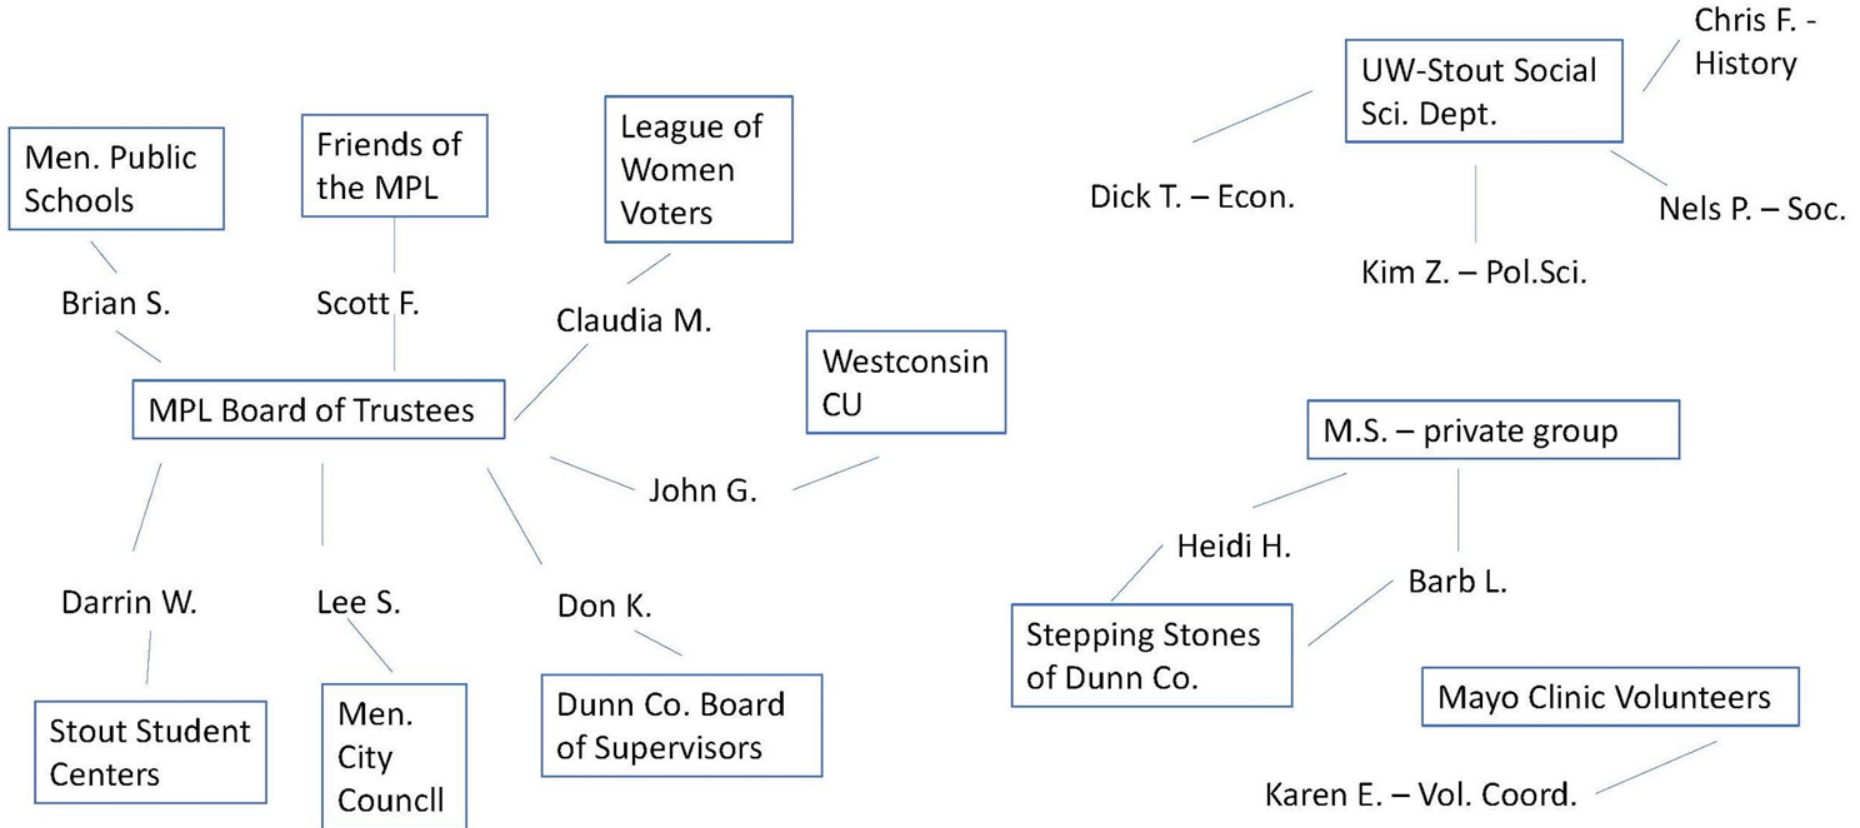 Chris F. -
History
UW-Stout Social
Sci. Dept.
Dick T. – Econ.
Nels P. – Soc.
Kim Z. – Pol.Sci.
Men. Public
Schools
Friends of
the MPL
League of
Women
Voters
Brian S.
Scott F.
Claudia M.
MPL Board of Trustees
Westconsin
CU
John G.
Darrin W.
Lee S.
Don K.
Stout Student
Centers
Men.
City
Councll
Dunn Co. Board
of Supervisors
M.S. – private group
Heidi H.
Barb L.
Stepping Stones
of Dunn Co.
Mayo Clinic Volunteers
Karen E. – Vol. Coord.